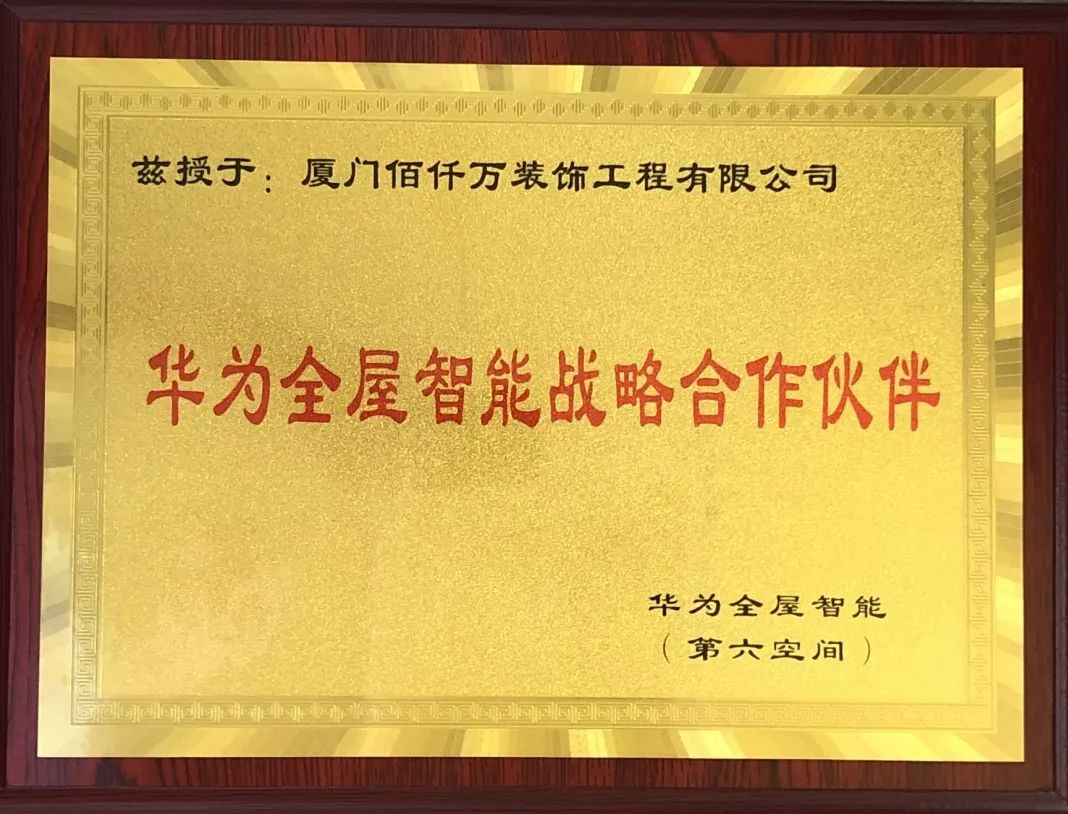 兹授于：厦门佰仟万装饰工程有限公司
华为全屋智能战略合作伙伴
华为全屋智能
（第六空间）